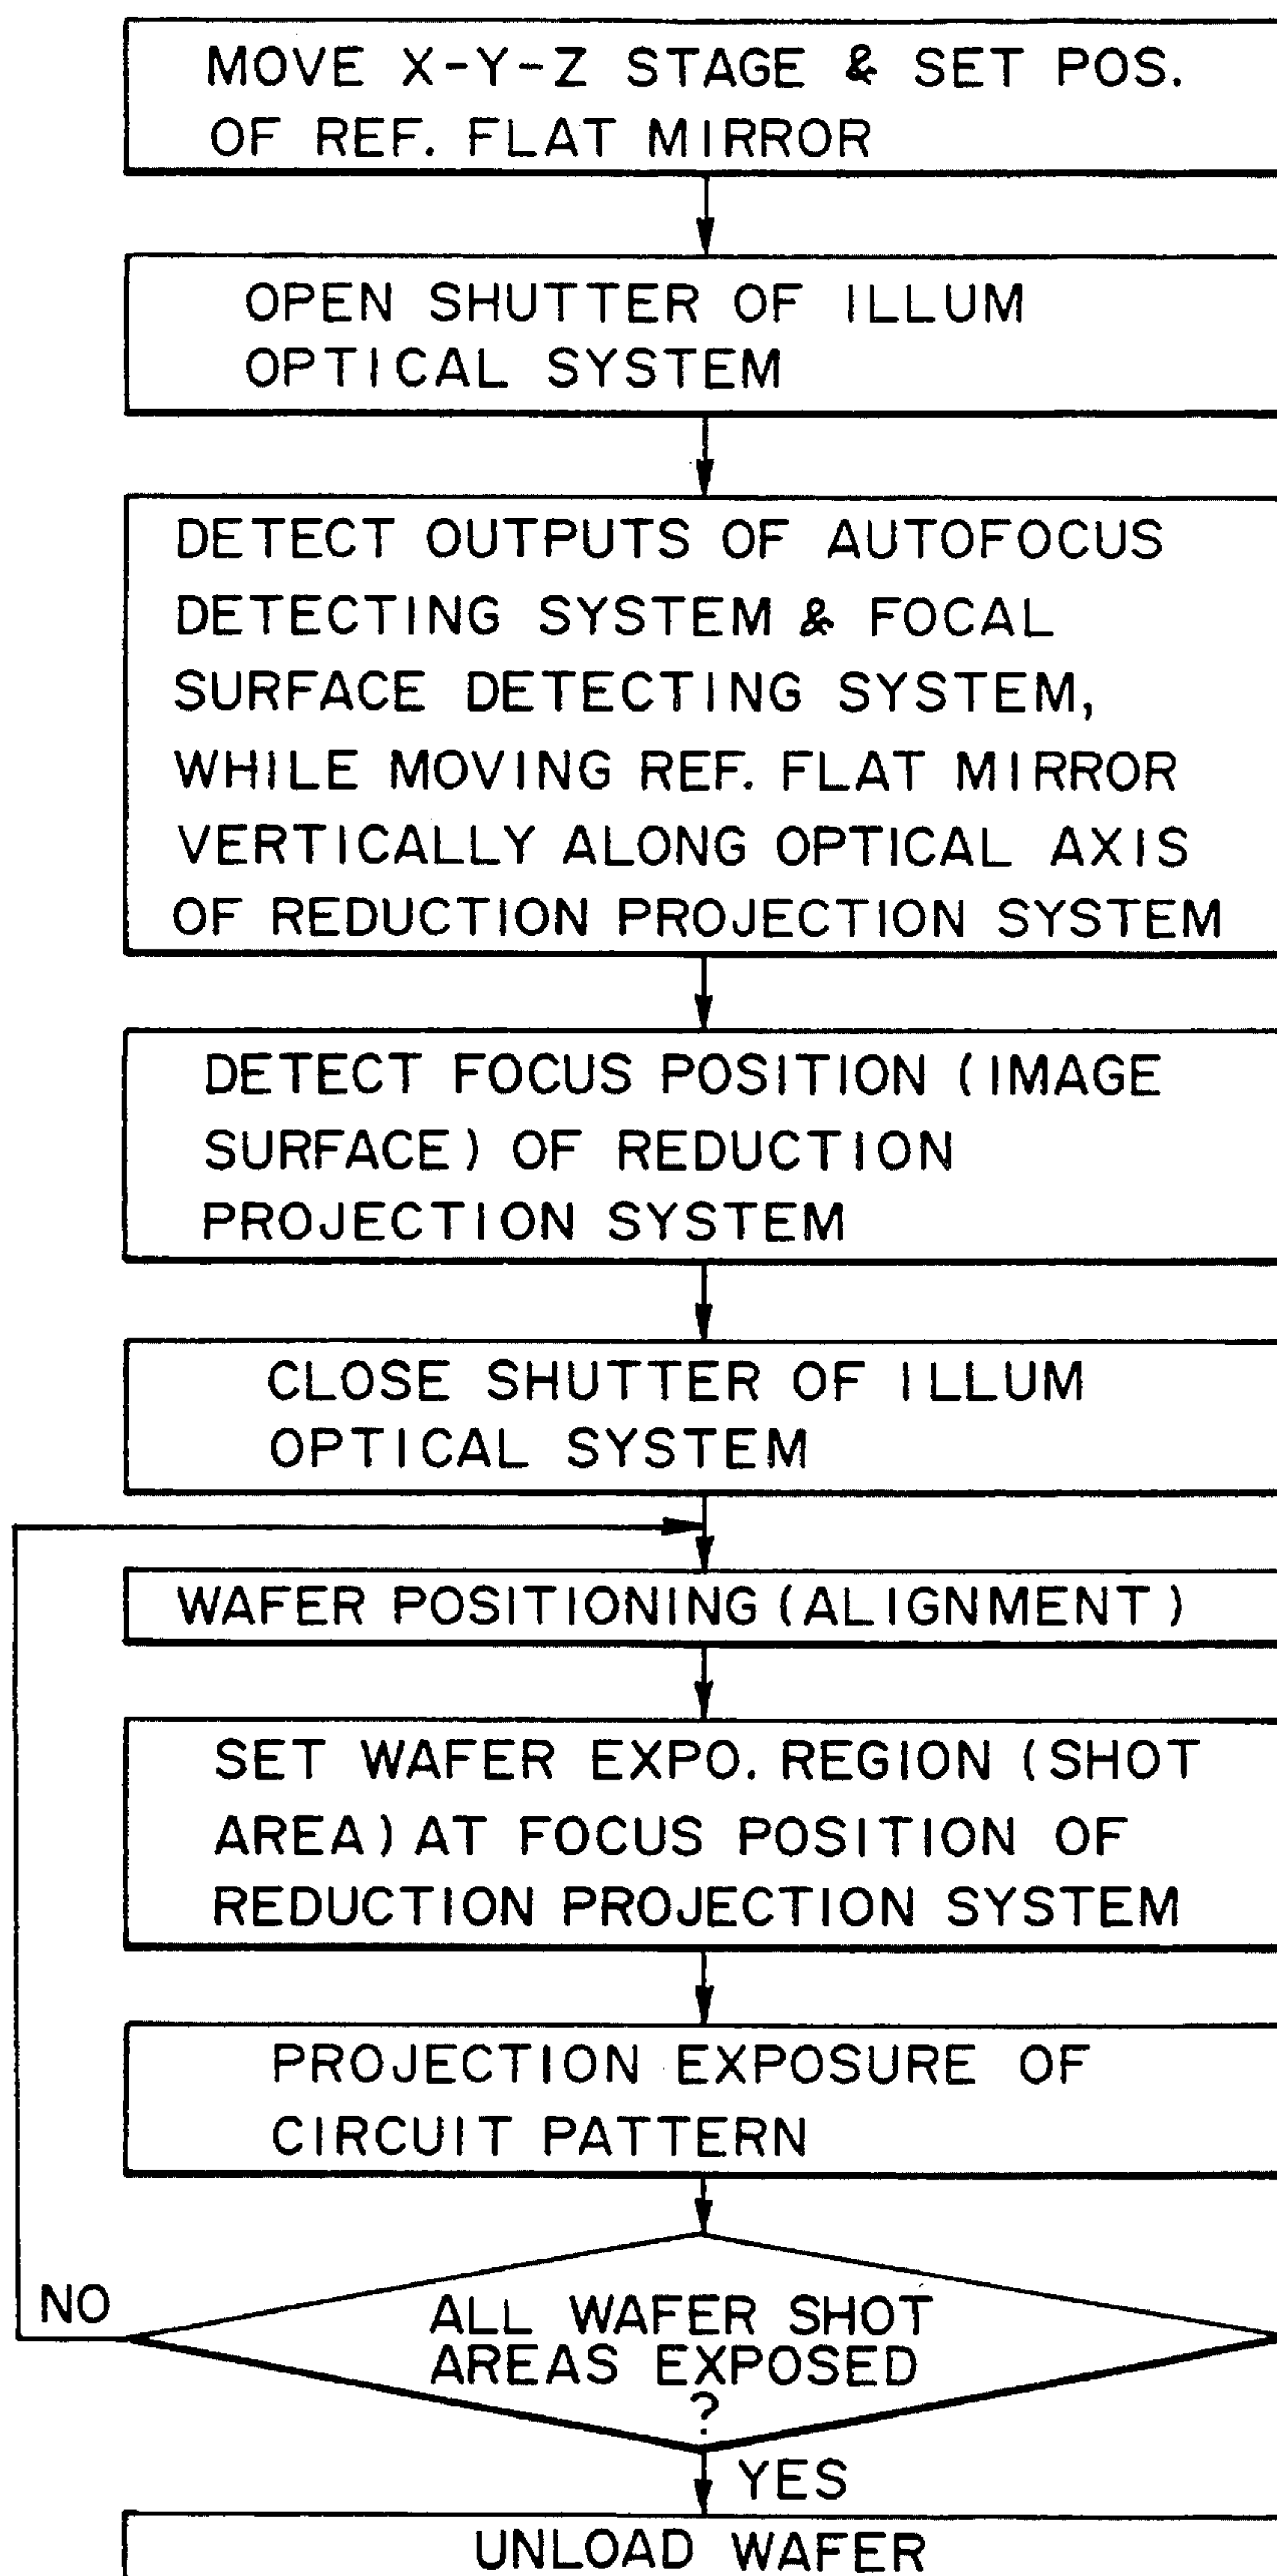 MOVE X-Y-Z STAGE & SET POS.
OF REF. FLAT MIRROR
OPEN SHUTTER OF ILLUM
OPTICAL SYSTEM
DETECT OUTPUTS OF AUTOFOCUS
DETECTING SYSTEM & FOCAL
SURFACE DETECTING SYSTEM,
WHILE MOVING REF. FLAT MIRROR
VERTICALLY ALONG OPTICAL AXIS
OF REDUCTION PROJECTION SYSTEM
DETECT FOCUS POSITION (IMAGE
SURFACE) OF REDUCTION
PROJECTION SYSTEM
CLOSE SHUTTER OF ILLUM
OPTICAL SYSTEM
WAFER POSITIONING (ALIGNMENT)
SET WAFER EXPO. REGION (SHOT
AREA) AT FOCUS POSITION OF
REDUCTION PROJECTION SYSTEM
PROJECTION EXPOSURE OF
CIRCUIT PATTERN
NO
ALL WAFER SHOT
AREAS EXPOSED
?
YES
UNLOAD WAFER